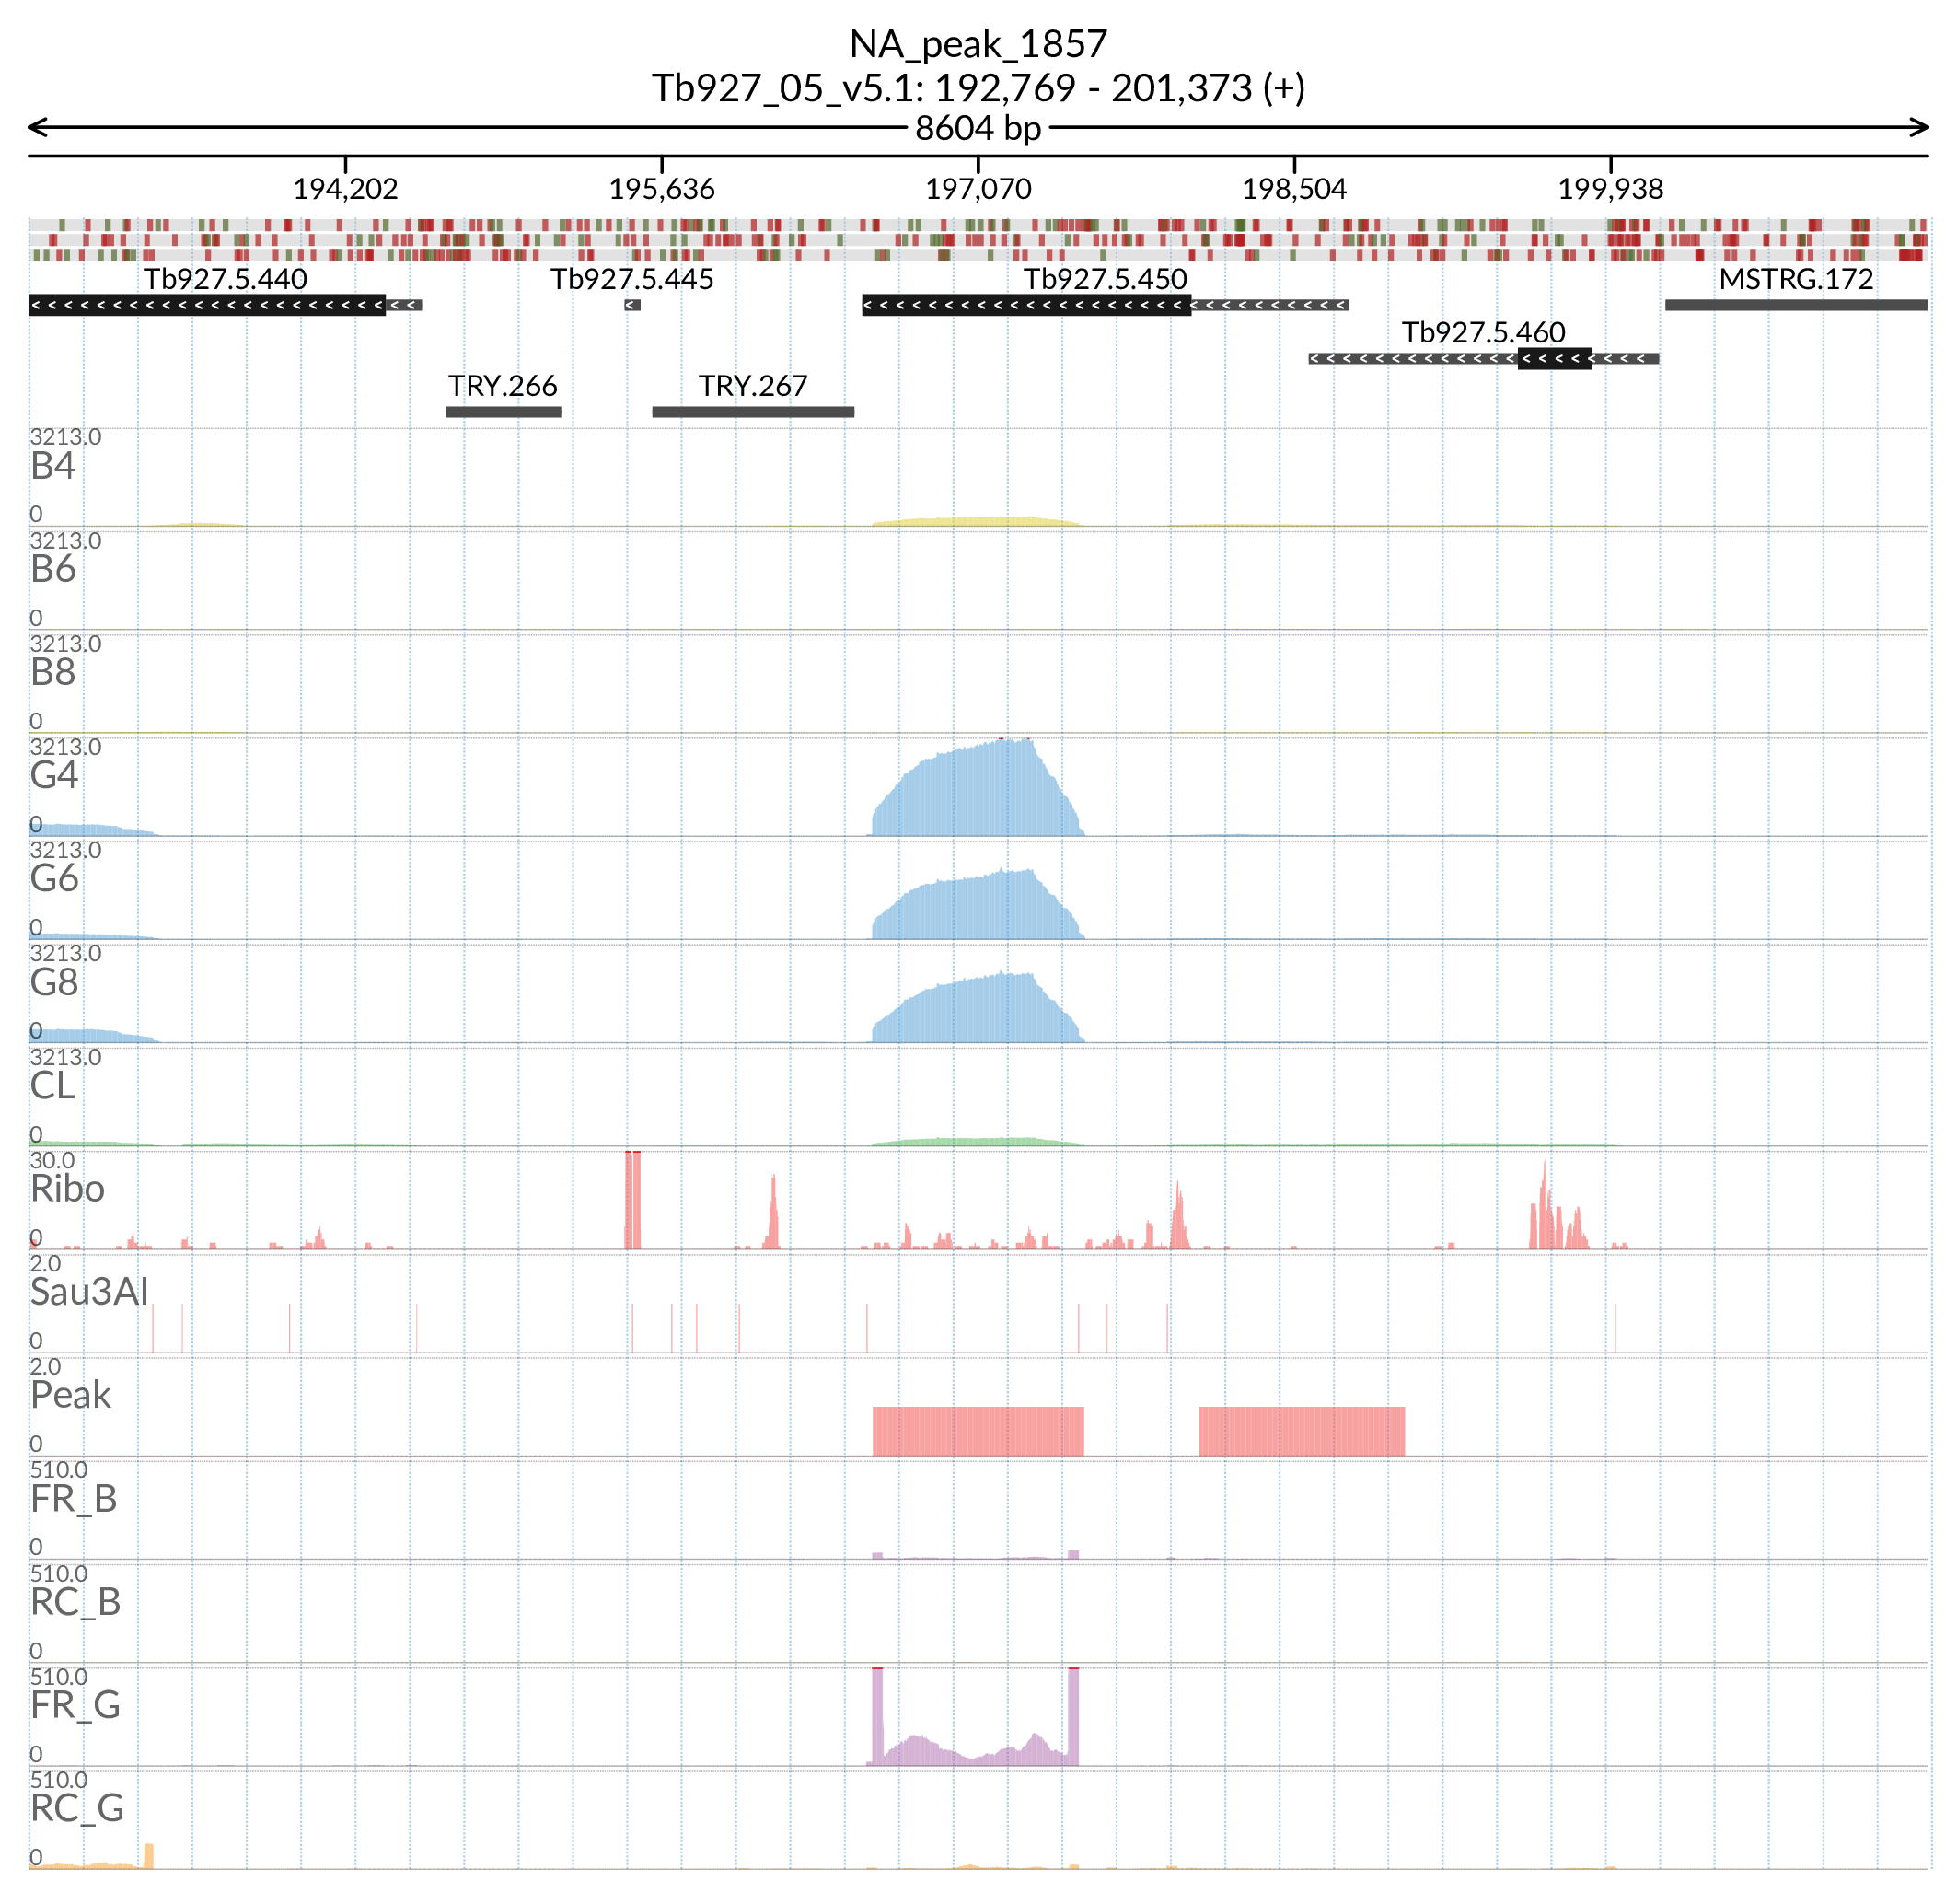 NA_peak_1857
Tb927_05_v5.1: 192,769 - 201,373 (+)
8604 bp
194,202 195,636 197,070 198,504 199,938
Tb927.5.440 Tb927.5.445 Tb927.5.450 MSTRG.172
Tb927.5.460
TRY.266 TRY.267
3213.0
B4
0
3213.0
B6
0
3213.0
B8
0
3213.0
G4
0
3213.0
G6
0
3213.0
G8
0
3213.0
CL
0
30.0
Ribo
0
2.0
Sau3AI
0
2.0
Peak
0
510.0
FR_B
0
510.0
RC_B
0
510.0
FR_G
0
510.0
RC_G
0